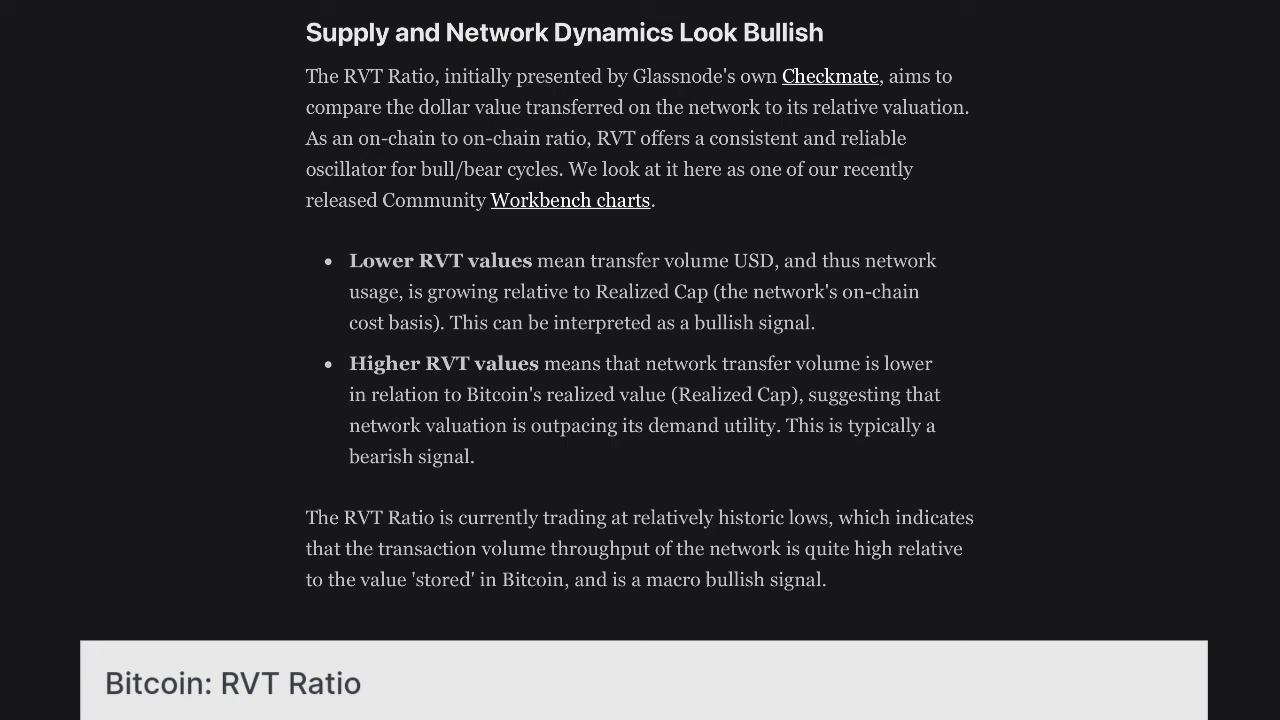 Supply and Network Dynamics Look Bullish
The RVT Ratio, initially presented by Glassnode's own Checkmate, aims to
compare the dollar value transferred on the network to its relative valuation.
As an on-chain to on-chain ratio, RVT offers a consistent and reliable
oscillator for bull/bear cycles. We look at it here as one of our recently
released Community Workbench charts.
• Lower RVT values mean transfer volume USD, and thus network
usage, is growing relative to Realized Cap (the network's on-chain
cost basis). This can be interpreted as a bullish signal.
• Higher RVT values means that network transfer volume is lower
in relation to Bitcoin's realized value (Realized Cap), suggesting that
network valuation is outpacing its demand utility. This is typically a
bearish signal.
The RVT Ratio is currently trading at relatively historic lows, which indicates
that the transaction volume throughput of the network is quite high relative
to the value 'stored' in Bitcoin, and is a macro bullish signal.
Bitcoin: RVT Ratio